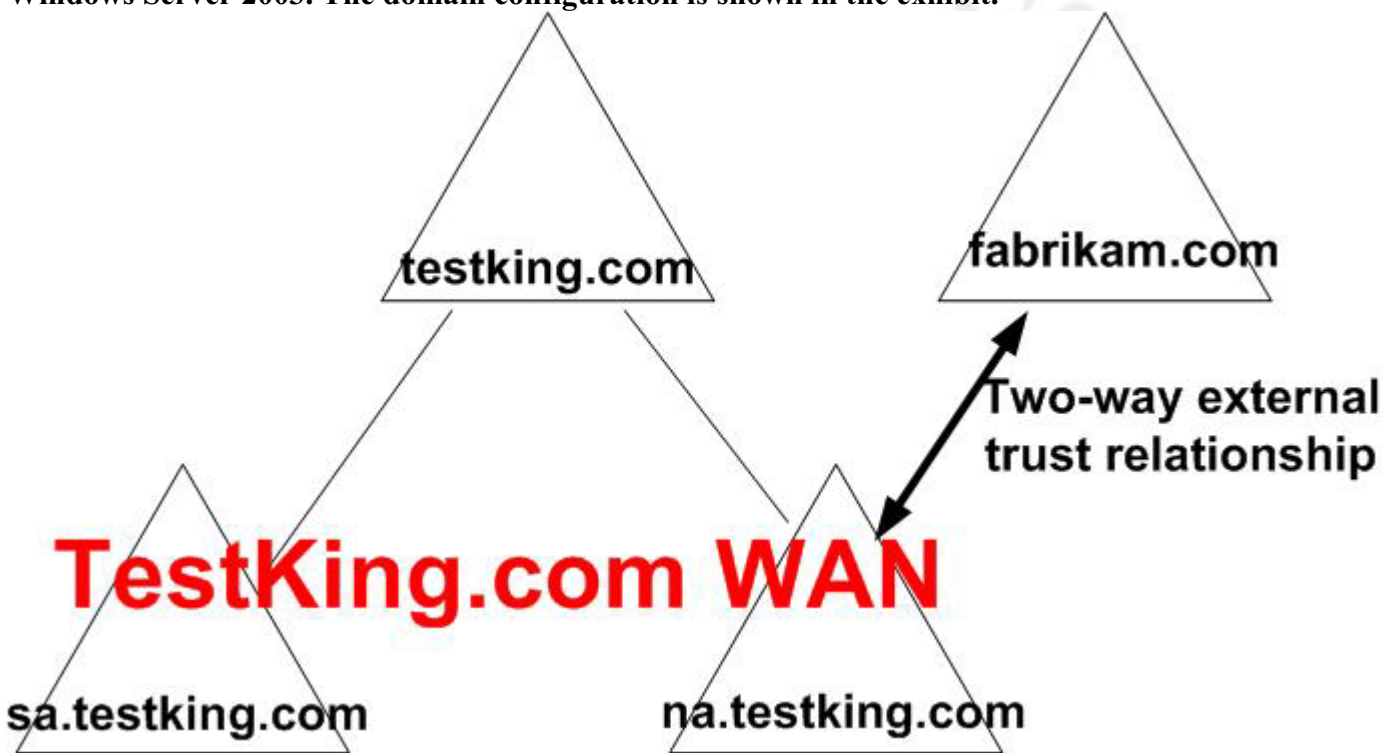 Windows Server 2003. The domain configuration is shown in the exhibit.
testking.com
fabrikam.com
Two-way external
trust relationship
TestKing.com WAN
sa.testking.com
na.testking.com